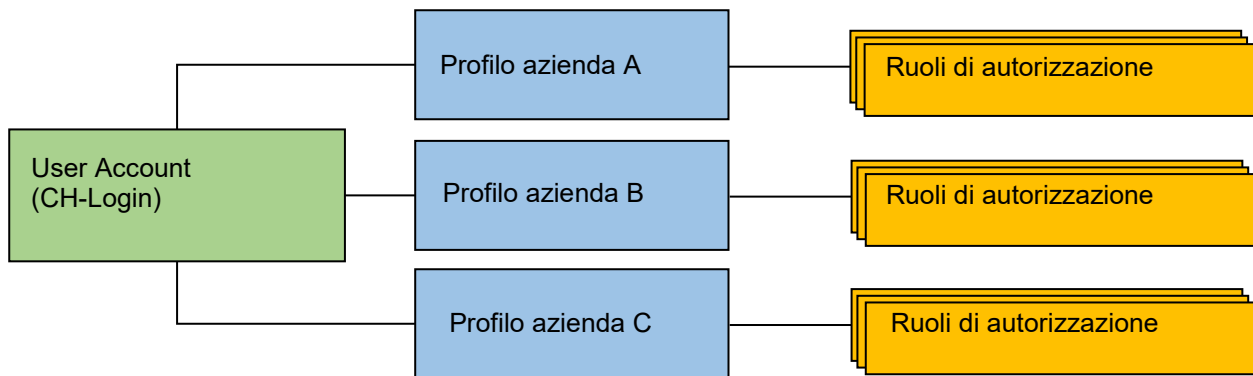 Profilo azienda A
Ruoli di autorizzazione
User Account
(CH-Login)
Profilo azienda B
Ruoli di autorizzazione
Profilo azienda C
Ruoli di autorizzazione